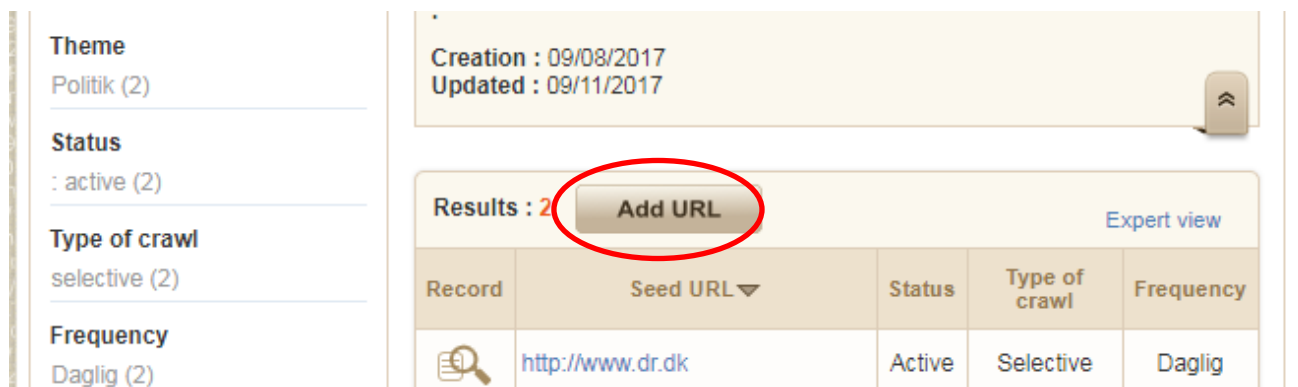 Theme
Politik (2)
Status
: active (2)
Type of crawl
selective (2)
Frequency
Daglig (2)
:
Creation : 09/08/2017
Updated : 09/11/2017
Results : 2 Add URL Expert view
Record Seed URL Status Type of crawl Frequency
http://www.dr.dk Active Selective Daglig